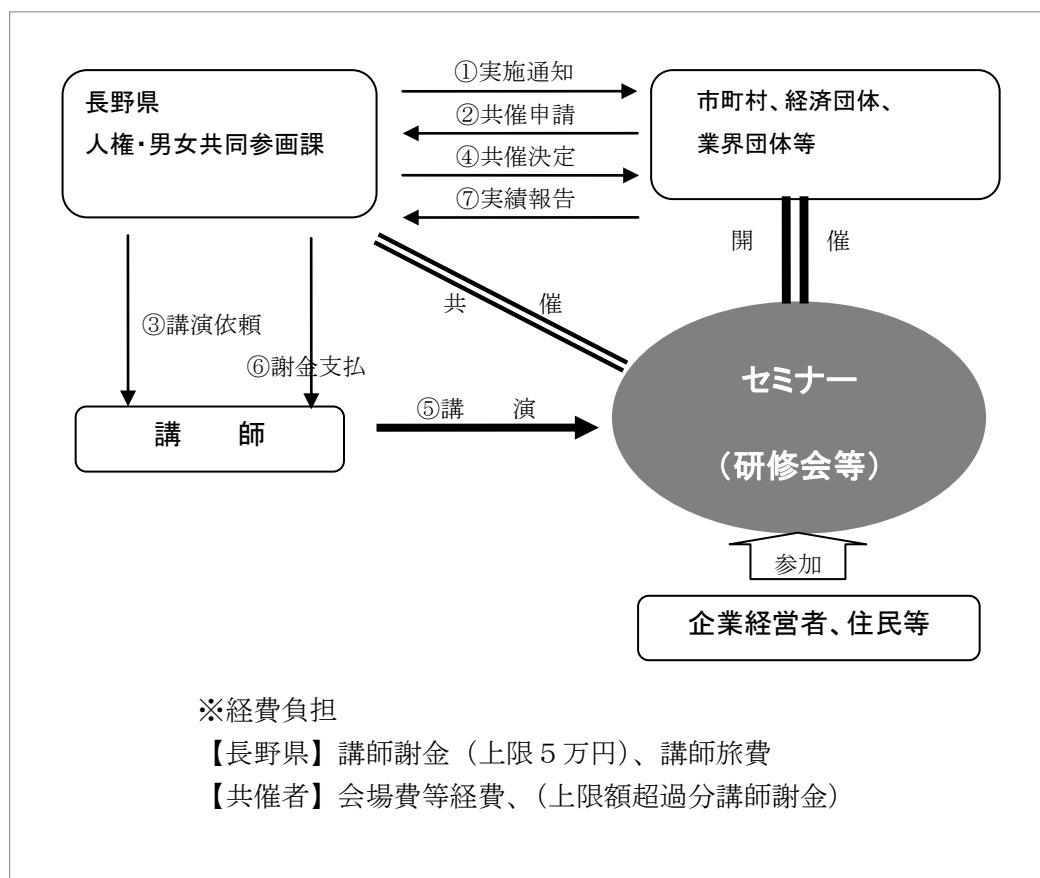 長野県
人権・男女共同参画課
①実施通知
②共催申請
④共催決定
⑦実績報告
市町村、経済団体、
業界団体等
開　　催
共　　催
③講演依頼
⑥謝金支払
講　　師
⑤講　　演
セミナー
（研修会等）
参加
企業経営者、住民等
※経費負担
【長野県】講師謝金（上限５万円）、講師旅費
【共催者】会場費等経費、（上限額超過分講師謝金）